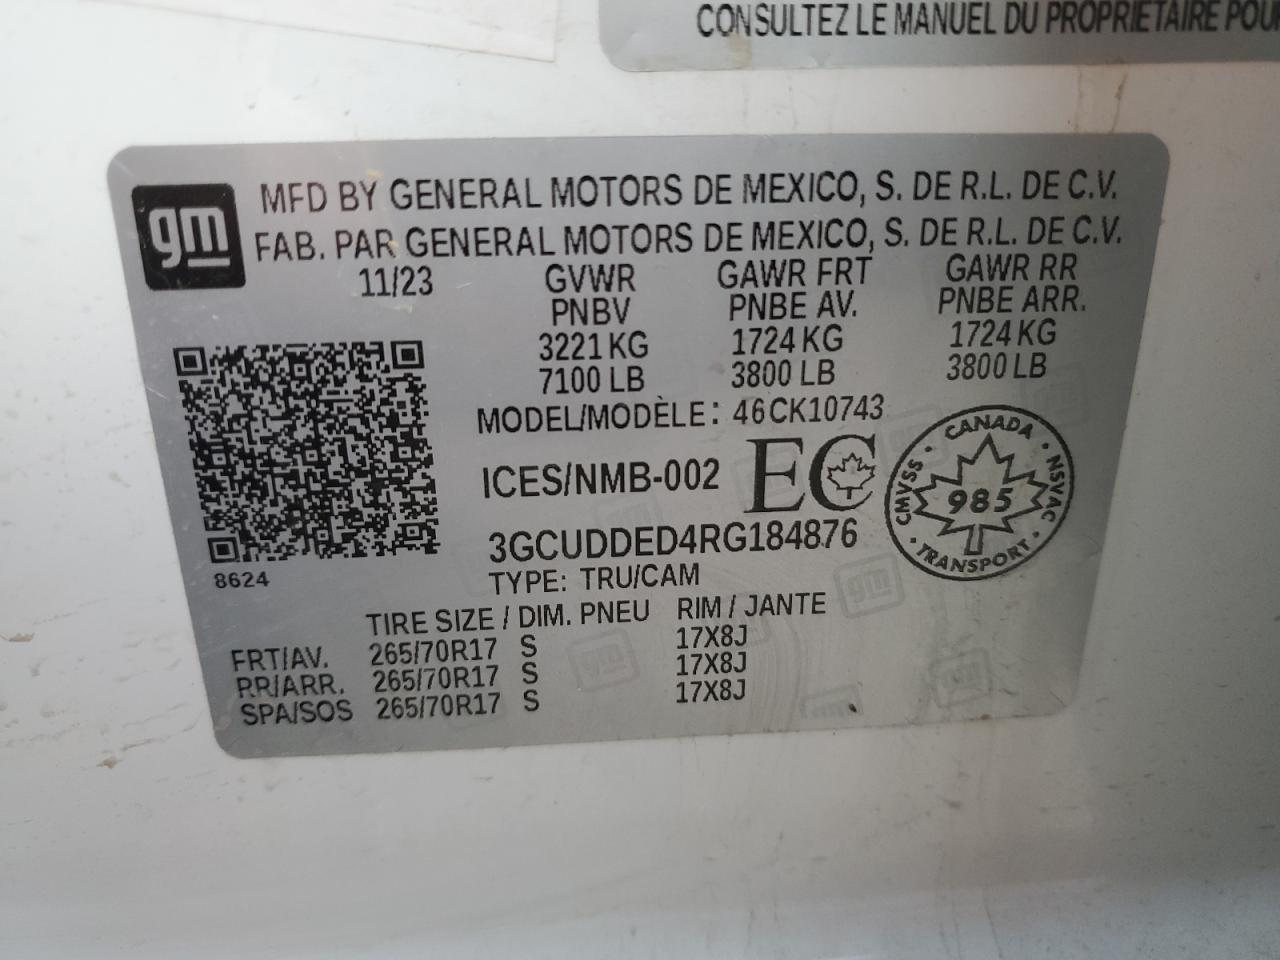 CONSULTEZ LE MANUEL DU PROPRIÉTAIRE
gm
MFD BY GENERAL MOTORS DE MEXICO, S. DE R.L. DE C.V.
FAB. PAR GENERAL MOTORS DE MEXICO, S. DE R.L. DE C.V.
11/23 GVWR GAWR FRT GAWR RR
PNBV PNBE AV. PNBE ARR.
3221 KG 1724 KG 1724 KG
7100 LB 3800 LB 3800 LB
MODEL/MODÈLE: 46CK10743
ICES/NMB-002 EC
3GCUDDED4RG184876
CANADA
CMVSS 985 NSVAC
TRANSPORT
8624
TYPE: TRU/CAM
TIRE SIZE / DIM. PNEU RIM / JANTE
FRT/AV. 265/70R17 S 17X8J
RR/ARR. 265/70R17 S 17X8J
SPA/SOS 265/70R17 S 17X8J